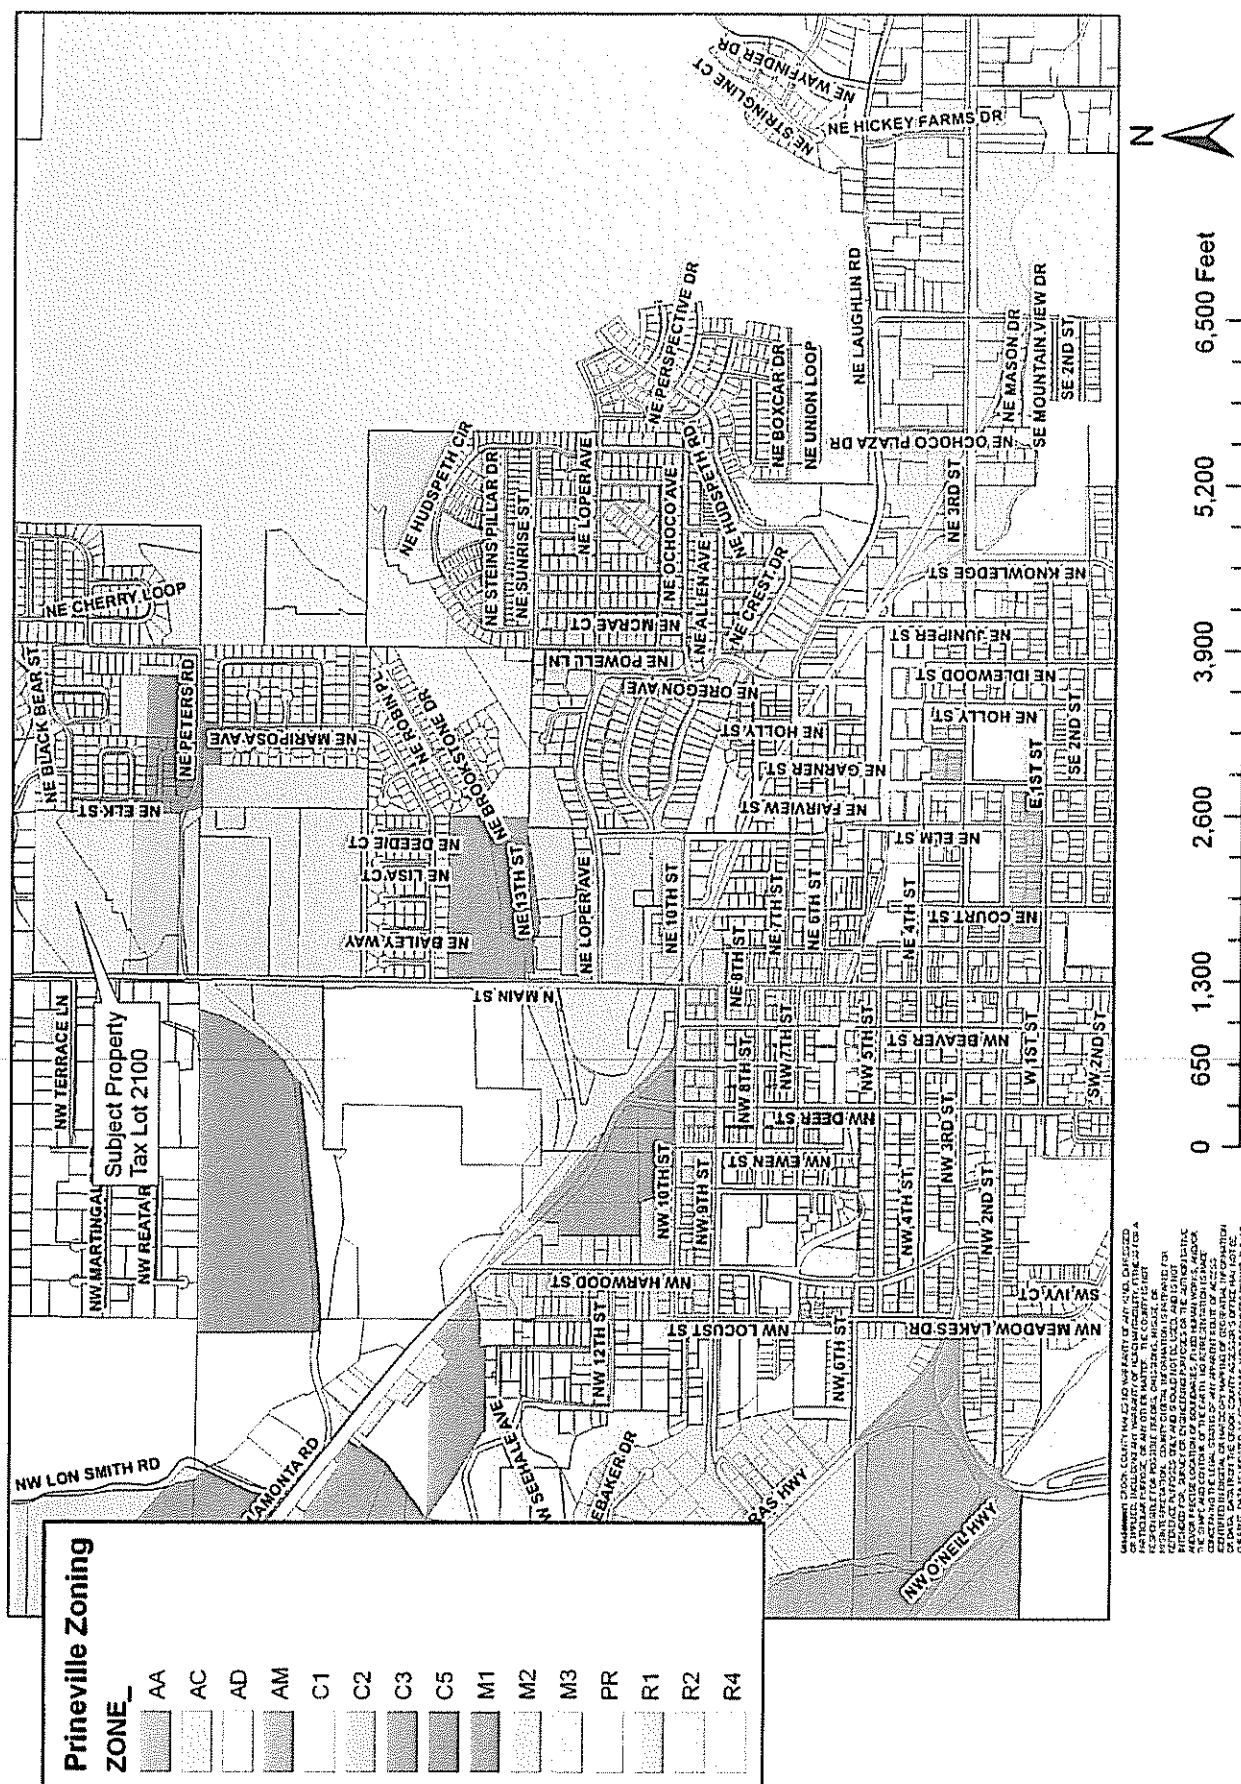 Prineville Zoning
ZONE_
AA
AC
AD
AM
C1
C2
C3
C5
M1
M2
M3
PR
R1
R2
R4
Subject Property
Tax Lot 2100
NW LON SMITH RD
NW MARTINGAL
NW REATA R
NW TERRACE LN
NE BLACK BEAR ST
NE CHERRY LOOP
NE ELK ST
NE PETERS RD
NE MARIPOSA AVE
NE ROBIN PL
NE BROOKSTONE DR
NE DEEDIE CT
NE LISA CT
NE BAILEY WAY
NE 13TH ST
NE HUDSPETH CIR
NE STEINS PILLAR DR
NE SUNRISE ST
NE LOPER AVE
NE LOPER AVE
NE MCRAE CT
NE OCHOCO AVE
NE ALLEN AVE
NE CREST DR
NE HUDSPETH RD
NE PERSPECTIVE DR
NE BOXCAR DR
NE UNION LOOP
NE POWELL LN
NE OREGON AVE
NE STRINGLINE CT
NE WAYFINDER DR
NE HICKEY FARMS DR
NE LAUGHLIN RD
NE OCHOCO PLAZA DR
NE MASON DR
SE MOUNTAIN VIEW DR
SE 2ND ST
NE 3RD ST
NE KNOWLEDGE ST
NE JUNIPER ST
NE IDLEWOOD ST
NE HOLLY ST
NE HOLLY ST
SE 2ND ST
E 1ST ST
NE GARNER ST
NE FAIRVIEW ST
NE ELM ST
NE COURT ST
NE 10TH ST
NE 8TH ST
NE 7TH ST
NE 6TH ST
NE 4TH ST
N MAIN ST
NW BEAVER ST
NW DEER ST
NW EWEN ST
NW 10TH ST
NW 9TH ST
NW 8TH ST
NW 7TH ST
NW 5TH ST
NW 4TH ST
NW 3RD ST
NW 2ND ST
W 1ST ST
SW 2ND ST
NW HARWOOD ST
NW LOCUST ST
NW 12TH ST
NW 6TH ST
NW MEADOW LAKES DR
SW IVY CT
AMONTA RD
W SEEHALE AVE
EBAKER DR
RAS HWY
NW O'NEIL HWY
N
0 650 1,300 2,600 3,900 5,200 6,500 Feet